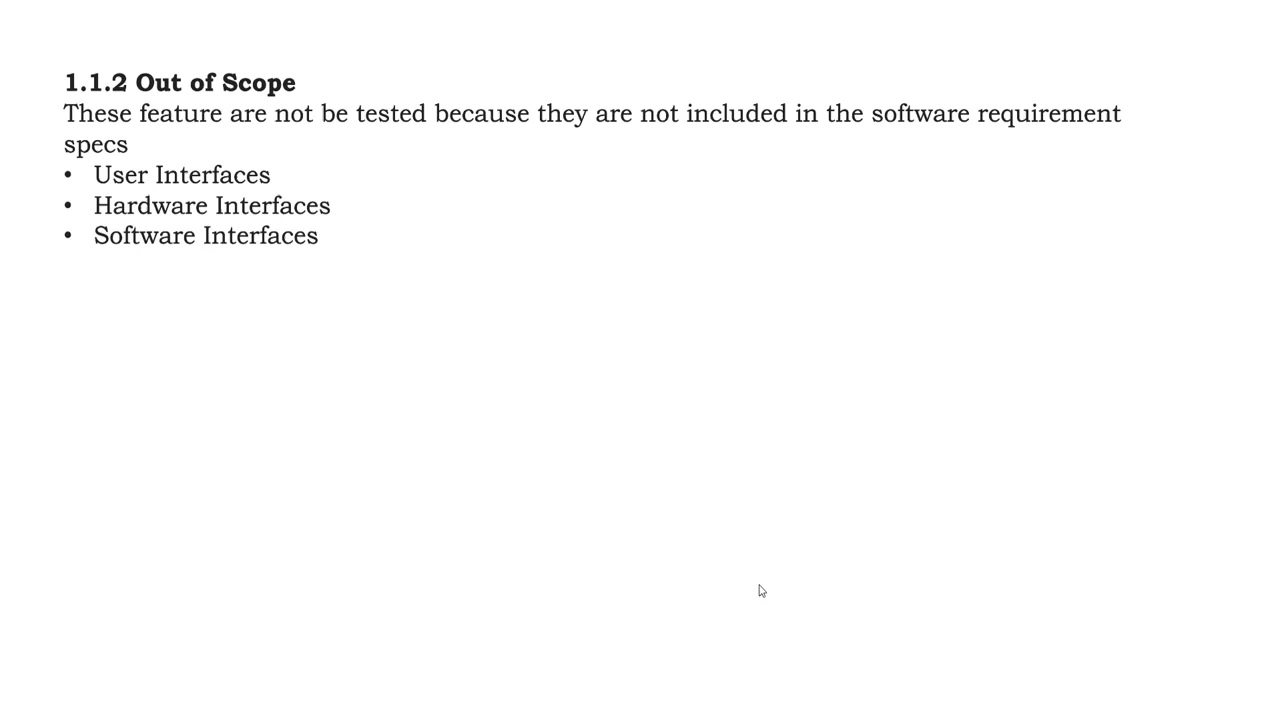 1.1.2 Out of Scope
These feature are not be tested because they are not included in the software requirement
specs
• User Interfaces
• Hardware Interfaces
• Software Interfaces